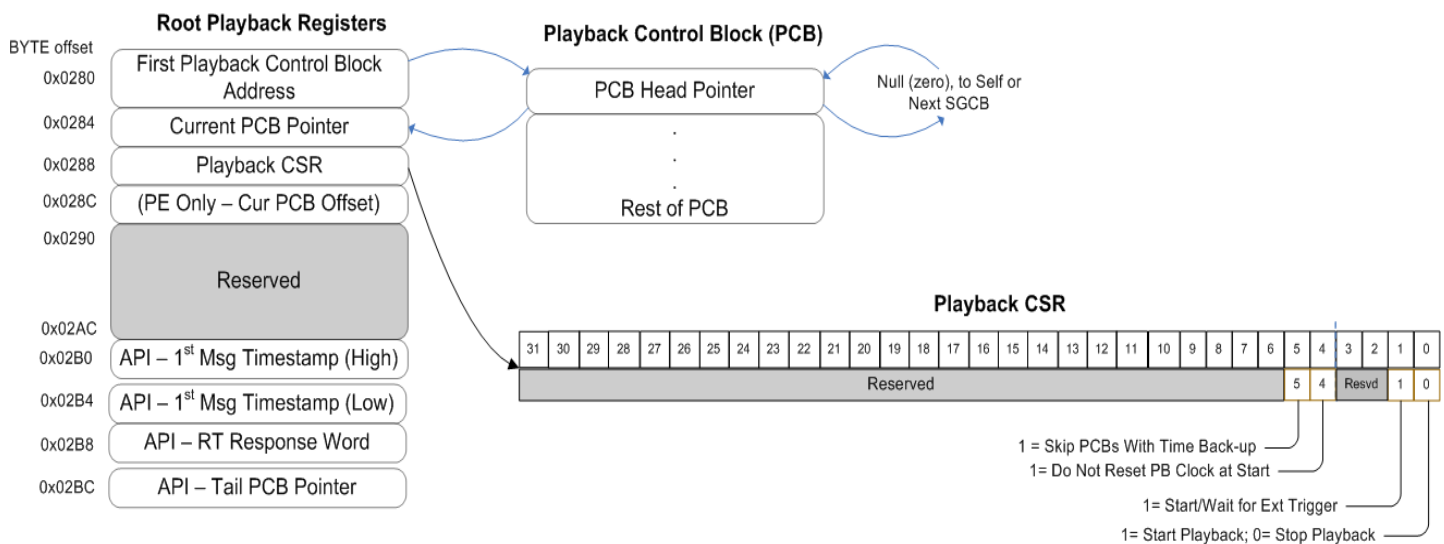 Root Playback Registers
BYTE offset
0x0280
First Playback Control Block
Address
0x0284
Current PCB Pointer
0x0288
Playback CSR
0x028C
(PE Only – Cur PCB Offset)
0x0290
Reserved
0x02AC
0x02B0
API – 1st Msg Timestamp (High)
0x02B4
API – 1st Msg Timestamp (Low)
0x02B8
API – RT Response Word
0x02BC
API – Tail PCB Pointer
Playback Control Block (PCB)
PCB Head Pointer
.
.
.
Rest of PCB
Null (zero), to Self or
Next SGCB
Playback CSR
31 30 29 28 27 26 25 24 23 22 21 20 19 18 17 16 15 14 13 12 11 10 9 8 7 6 5 4 3 2 1 0
Reserved 5 4 Resvd 1 0
1 = Skip PCBs With Time Back-up
1= Do Not Reset PB Clock at Start
1= Start/Wait for Ext Trigger
1= Start Playback; 0= Stop Playback